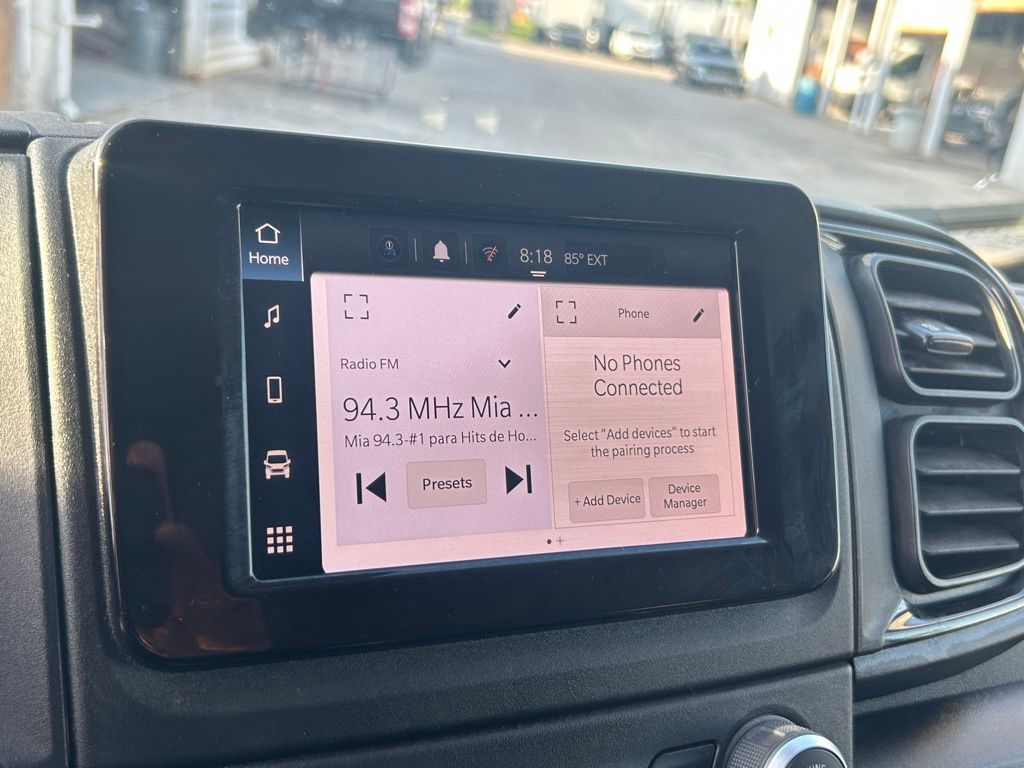 Home
8:18 85° EXT
Radio FM
94.3 MHz Mia ...
Mia 94.3-#1 para Hits de Ho...
Presets
Phone
No Phones
Connected
Select "Add devices" to start
the pairing process
+ Add Device
Device
Manager